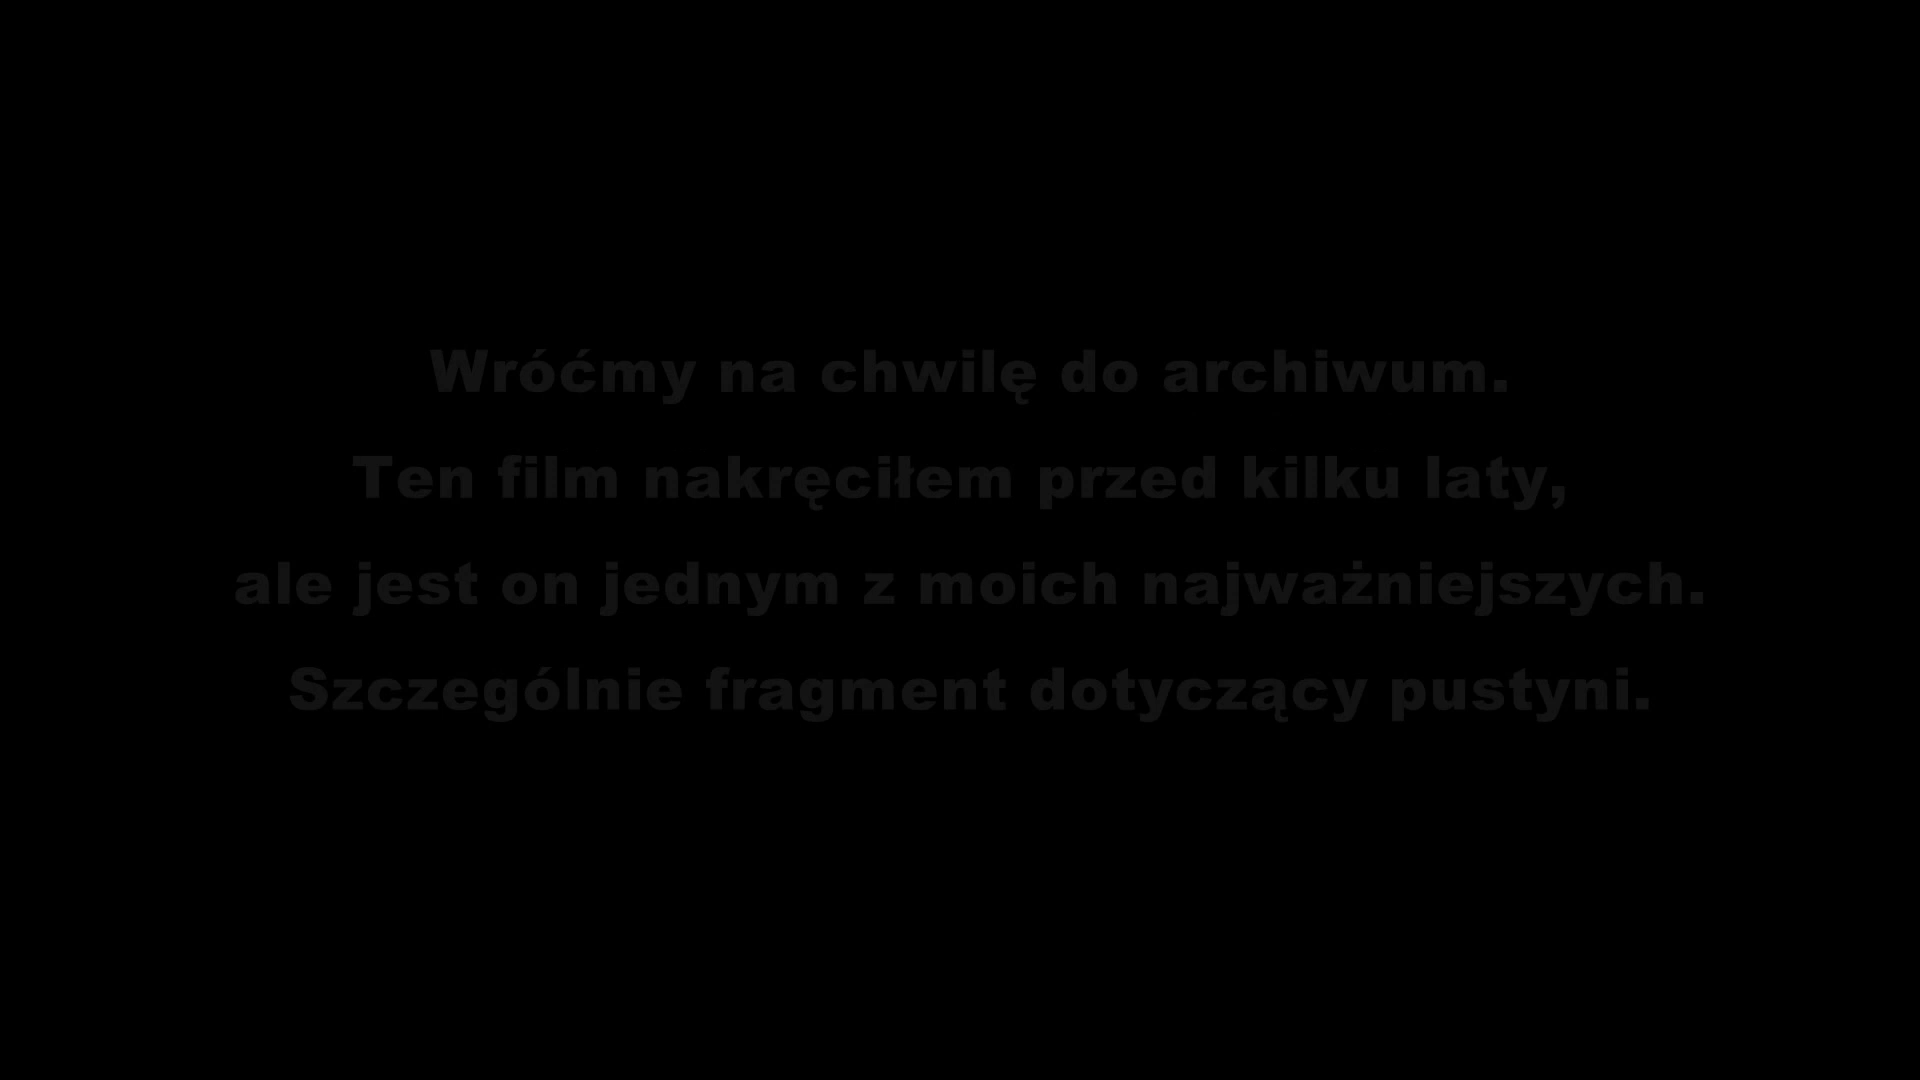 Wróćmy na chwilę do archiwum.
Ten film nakręciłem przed kilku laty,
ale jest on jednym z moich najważniejszych.
Szczególnie fragment dotyczący pustyni.